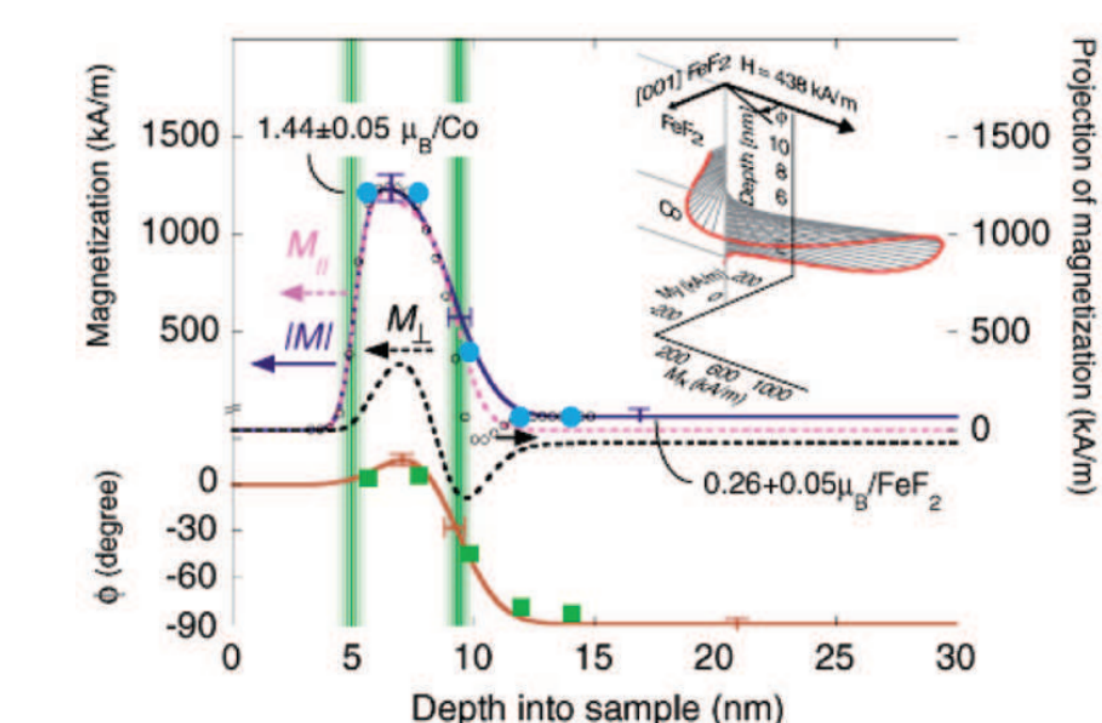 Magnetization (kA/m)
1500
1000
500
1.44±0.05 μB/Co
M//
|M|
M⊥
[001] FeF2
H = 438 kA/m
FeF2
ϕ
Depth [nm]
10
8
6
Co
My (kA/m)
-200
0
200
200
600
1000
Mx (kA/m)
Projection of magnetization (kA/m)
1500
1000
500
0
0.26+0.05μB/FeF2
ϕ (degree)
0
-30
-60
-90
0 5 10 15 20 25 30
Depth into sample (nm)